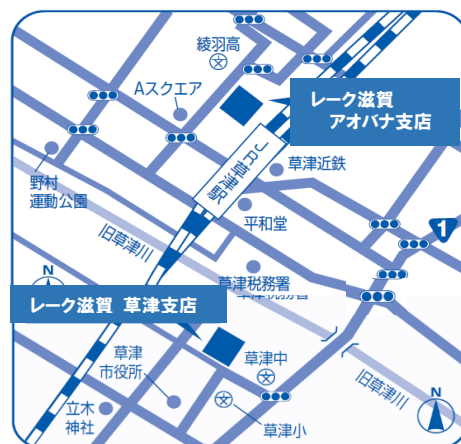 綾羽高
文
Aスクエア
レーク滋賀
アオバナ支店
JR草津駅
草津近鉄
野村
運動公園
平和堂
1
旧草津川
草津税務署
N
レーク滋賀 草津支店
草津
市役所
草津中
文
旧草津川
立木
神社
文
草津小
N